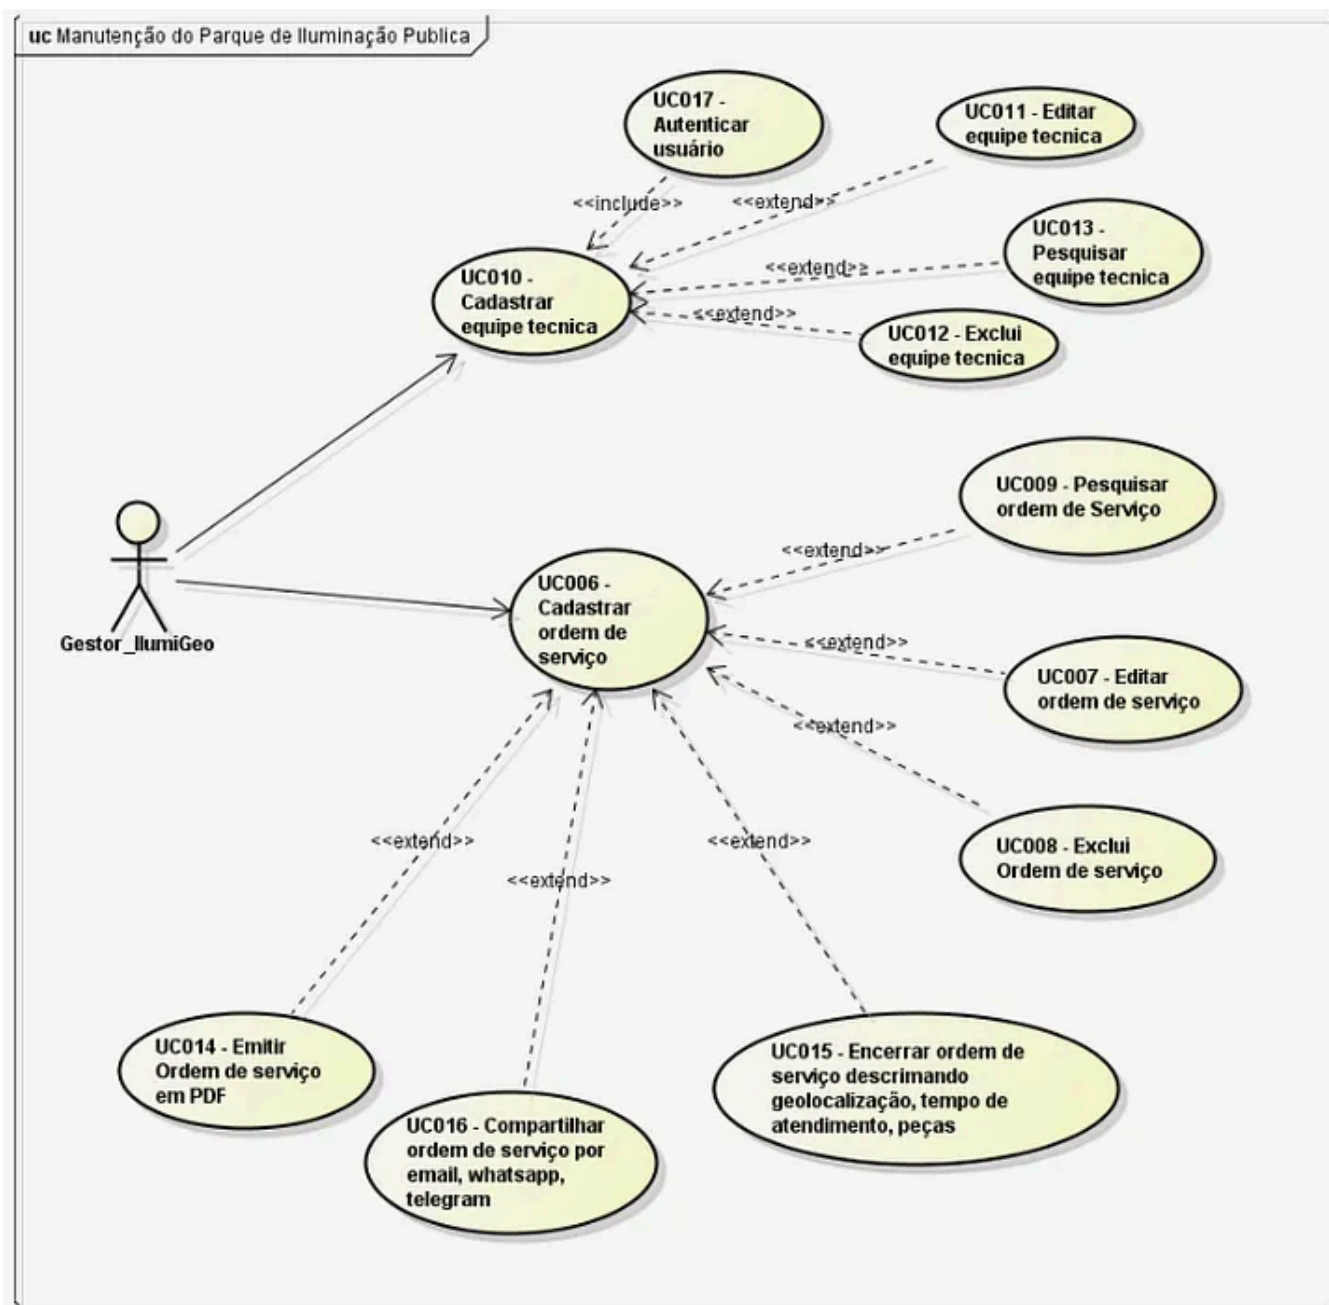 uc Manutenção do Parque de Iluminação Publica
UC017 -
Autenticar
usuário
UC011 - Editar
equipe tecnica
<<include>>
<<extend>>
UC013 -
Pesquisar
equipe tecnica
<<extend>>
UC010 -
Cadastrar
equipe tecnica
<<extend>>
UC012 - Exclui
equipe tecnica
UC009 - Pesquisar
ordem de Serviço
<<extend>>
UC006 -
Cadastrar
ordem de
serviço
Gestor_IlumiGeo
<<extend>>
UC007 - Editar
ordem de serviço
<<extend>>
UC008 - Exclui
Ordem de serviço
<<extend>>
<<extend>>
<<extend>>
UC014 - Emitir
Ordem de serviço
em PDF
UC015 - Encerrar ordem de
serviço descrimando
geolocalização, tempo de
atendimento, peças
UC016 - Compartilhar
ordem de serviço por
email, whatsapp,
telegram